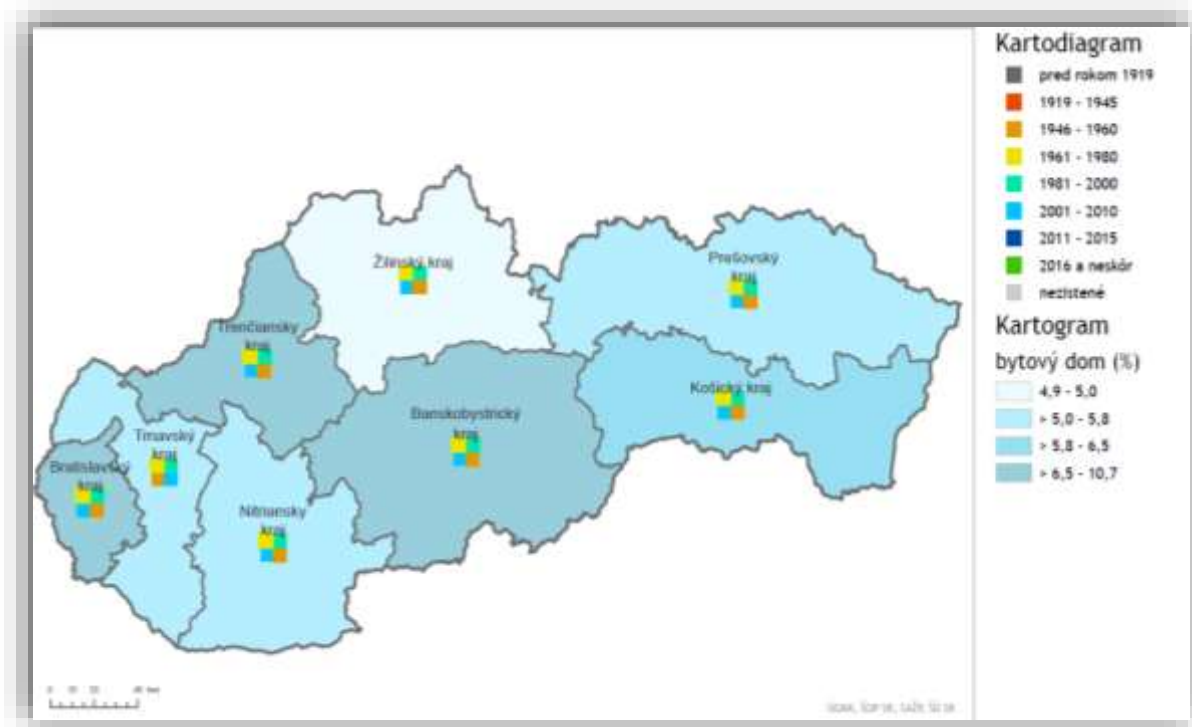 Kartodiagram
pred rokom 1919
1919 - 1945
1946 - 1960
1961 - 1980
1981 - 2000
2001 - 2010
2011 - 2015
2016 a neskôr
nezistené
Kartogram
bytový dom (%)
4,9 - 5,0
> 5,0 - 5,8
> 5,8 - 6,5
> 6,5 - 10,7
Žilinský kraj
Prešovský
kraj
Trenčiansky
kraj
Košický kraj
Banskobystrický
kraj
Trnavský
kraj
Bratislavský
kraj
Nitriansky
kraj